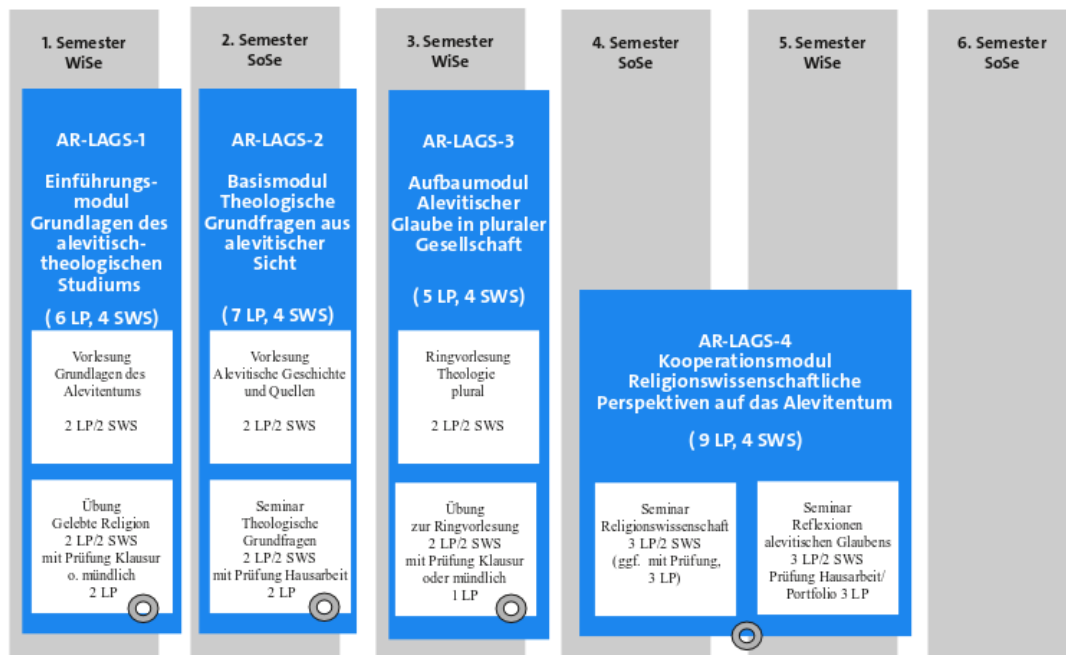 1. Semester
WiSe
2. Semester
SoSe
3. Semester
WiSe
4. Semester
SoSe
5. Semester
WiSe
6. Semester
SoSe
AR-LAGS-1
Einführungs-
modul
Grundlagen des
alevitisch-
theologischen
Studiums
( 6 LP, 4 SWS)
Vorlesung
Grundlagen des
Alevitentums
2 LP/2 SWS
Übung
Gelebte Religion
2 LP/2 SWS
mit Prüfung Klausur
o. mündlich
2 LP
AR-LAGS-2
Basismodul
Theologische
Grundfragen aus
alevitischer
Sicht
( 7 LP, 4 SWS)
Vorlesung
Alevitische Geschichte
und Quellen
2 LP/2 SWS
Seminar
Theologische
Grundfragen
2 LP/2 SWS
mit Prüfung Hausarbeit
2 LP
AR-LAGS-3
Aufbaumodul
Alevitischer
Glaube in pluraler
Gesellschaft
( 5 LP, 4 SWS)
Ringvorlesung
Theologie
plural
2 LP/2 SWS
Übung
zur Ringvorlesung
2 LP/2 SWS
mit Prüfung Klausur
oder mündlich
1 LP
AR-LAGS-4
Kooperationsmodul
Religionswissenschaftliche
Perspektiven auf das Alevitentum
( 9 LP, 4 SWS)
Seminar
Religionswissenschaft
3 LP/2 SWS
(ggf. mit Prüfung,
3 LP)
Seminar
Reflexionen
alevitischen Glaubens
3 LP/2 SWS
Prüfung Hausarbeit/
Portfolio 3 LP